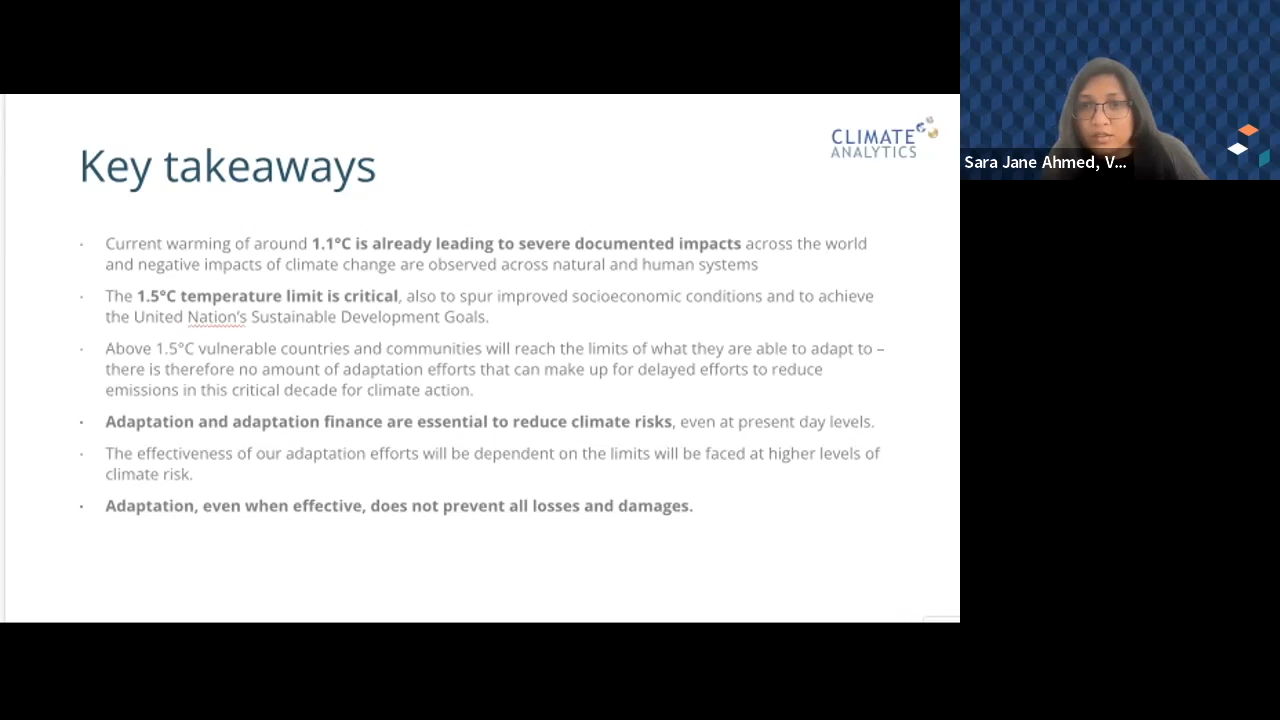 CLIMATE
ANALYTICS
Key takeaways
· Current warming of around 1.1°C is already leading to severe documented impacts across the world
and negative impacts of climate change are observed across natural and human systems
· The 1.5°C temperature limit is critical, also to spur improved socioeconomic conditions and to achieve
the United Nation's Sustainable Development Goals.
· Above 1.5°C vulnerable countries and communities will reach the limits of what they are able to adapt to –
there is therefore no amount of adaptation efforts that can make up for delayed efforts to reduce
emissions in this critical decade for climate action.
· Adaptation and adaptation finance are essential to reduce climate risks, even at present day levels.
· The effectiveness of our adaptation efforts will be dependent on the limits will be faced at higher levels of
climate risk.
· Adaptation, even when effective, does not prevent all losses and damages.
Sara Jane Ahmed, V...